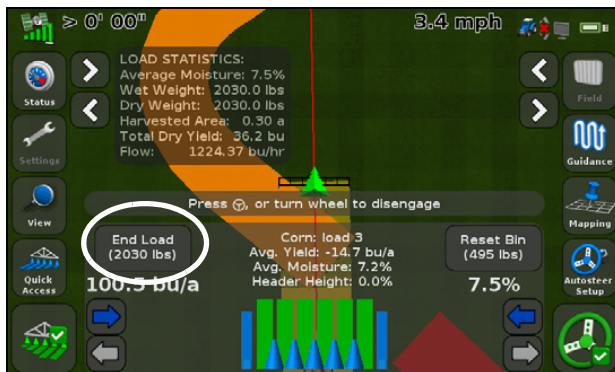 > 0' 00"
3.4 mph
LOAD STATISTICS:
Average Moisture: 7.5%
Wet Weight: 2030.0 lbs
Dry Weight: 2030.0 lbs
Harvested Area: 0.30 a
Total Dry Yield: 36.2 bu
Flow: 1224.37 bu/hr
Status
Settings
View
Quick
Access
Field
Guidance
Mapping
Autosteer
Setup
Press , or turn wheel to disengage
End Load
(2030 lbs)
100.5 bu/a
Corn: load 3
Avg. Yield: -14.7 bu/a
Avg. Moisture: 7.2%
Header Height: 0.0%
Reset Bin
(495 lbs)
7.5%